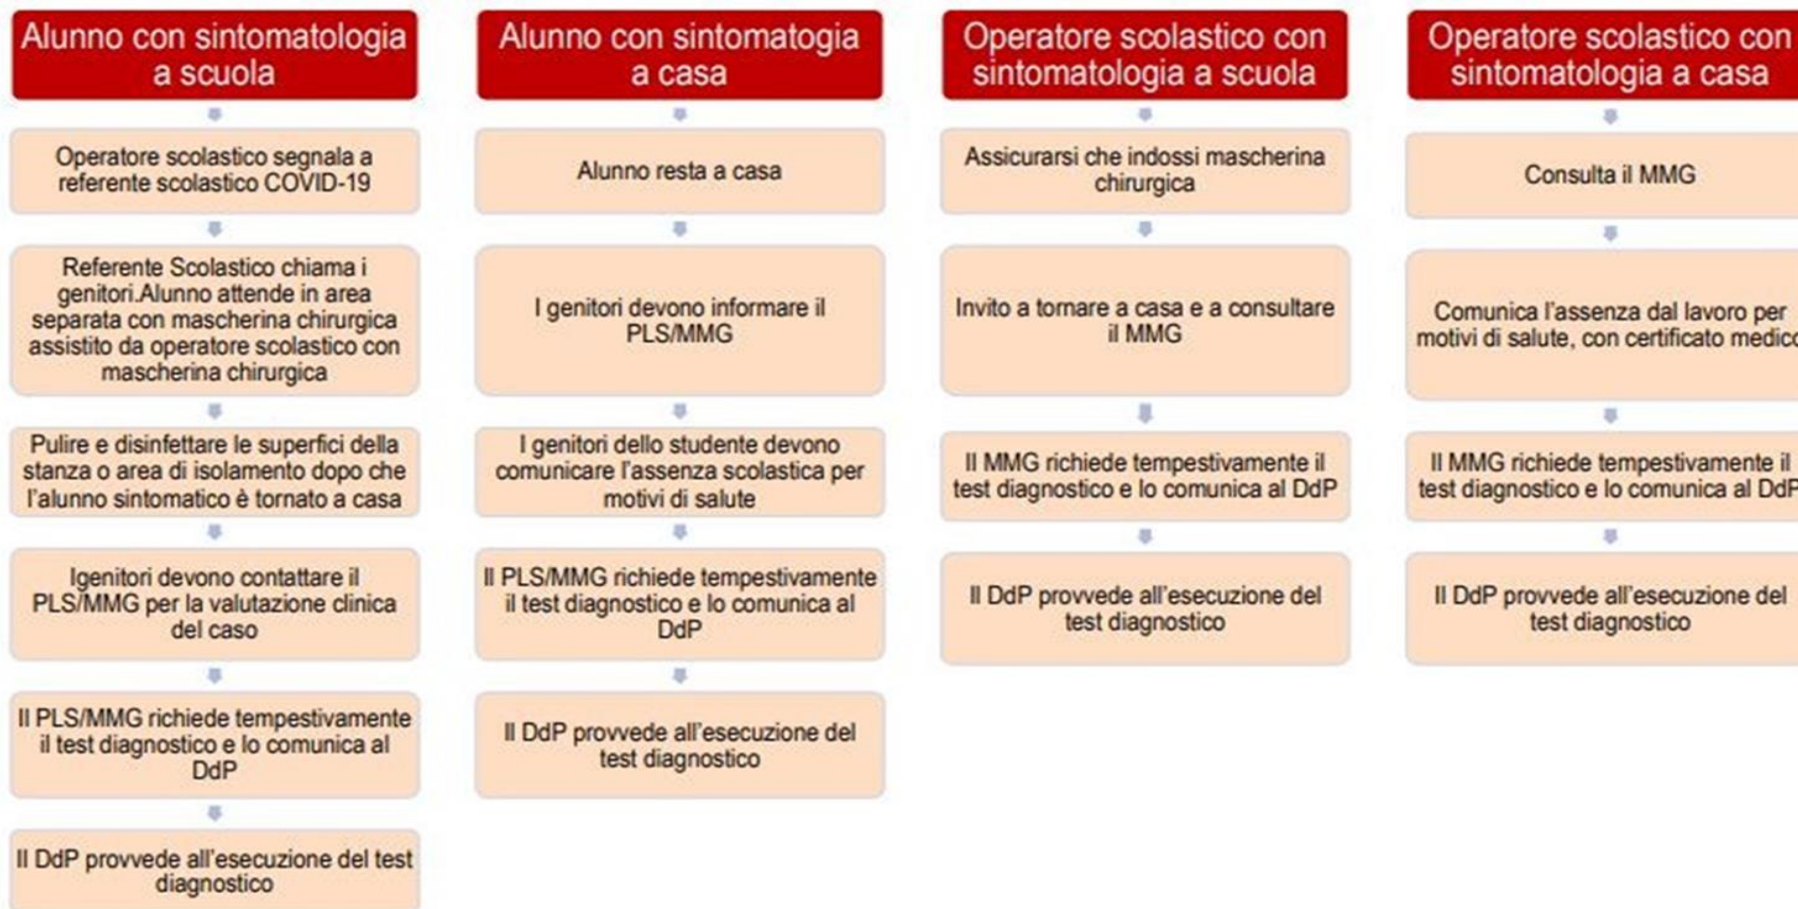 Alunno con sintomatologia
a scuola
Operatore scolastico segnala a
referente scolastico COVID-19
Referente Scolastico chiama i
genitori.Alunno attende in area
separata con mascherina chirurgica
assistito da operatore scolastico con
mascherina chirurgica
Pulire e disinfettare le superfici della
stanza o area di isolamento dopo che
l'alunno sintomatico è tornato a casa
Igenitori devono contattare il
PLS/MMG per la valutazione clinica
del caso
Il PLS/MMG richiede tempestivamente
il test diagnostico e lo comunica al
DdP
Il DdP provvede all'esecuzione del test
diagnostico
Alunno con sintomatogia
a casa
Alunno resta a casa
I genitori devono informare il
PLS/MMG
I genitori dello studente devono
comunicare l'assenza scolastica per
motivi di salute
Il PLS/MMG richiede tempestivamente
il test diagnostico e lo comunica al
DdP
Il DdP provvede all'esecuzione del
test diagnostico
Operatore scolastico con
sintomatologia a scuola
Assicurarsi che indossi mascherina
chirurgica
Invito a tornare a casa e a consultare
il MMG
Il MMG richiede tempestivamente il
test diagnostico e lo comunica al DdP
Il DdP provvede all'esecuzione del
test diagnostico
Operatore scolastico con
sintomatologia a casa
Consulta il MMG
Comunica l'assenza dal lavoro per
motivi di salute, con certificato medico
Il MMG richiede tempestivamente il
test diagnostico e lo comunica al DdP
Il DdP provvede all'esecuzione del
test diagnostico